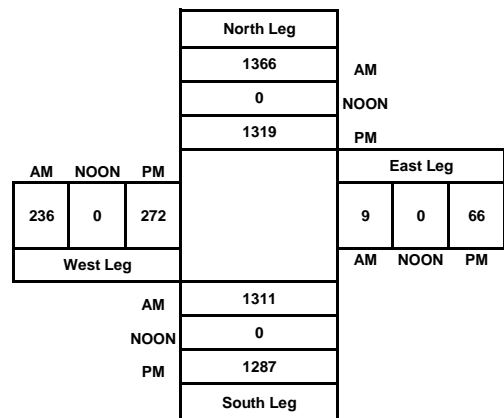 North Leg
1366 AM
0 NOON
1319 PM
AM NOON PM East Leg
236 0 272 9 0 66
West Leg AM NOON PM
AM 1311
NOON 0
PM 1287
South Leg